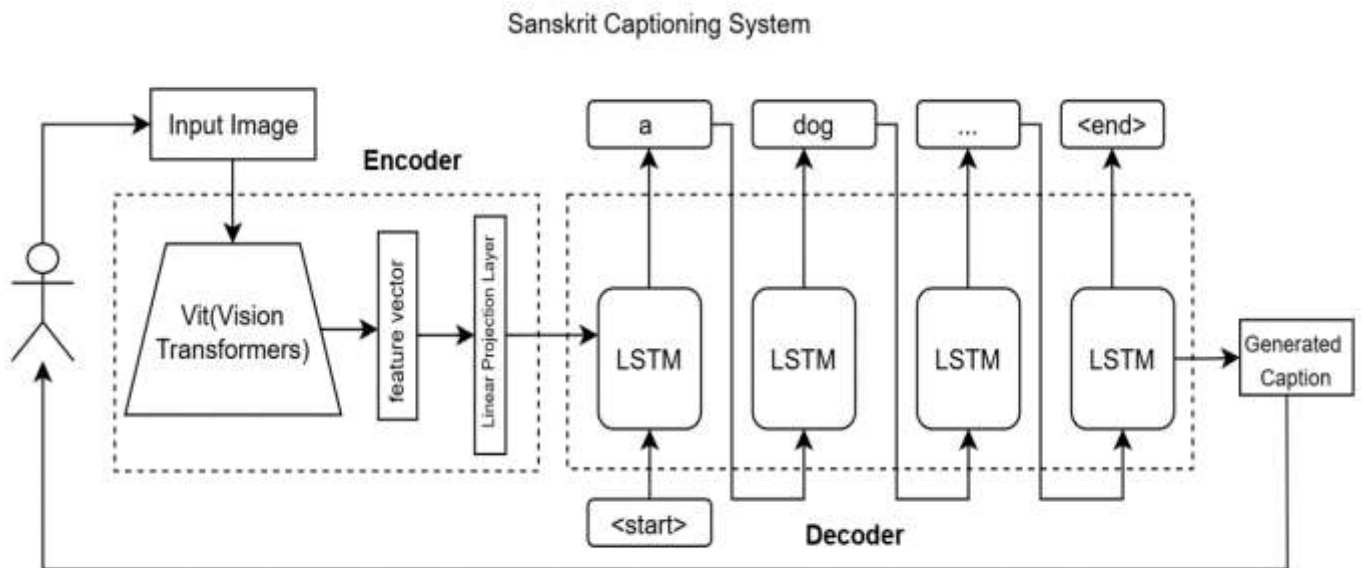 Sanskrit Captioning System
Input Image
Encoder
Vit(Vision
Transformers)
feature vector
Linear Projection Layer
a
dog
...
<end>
LSTM
LSTM
LSTM
LSTM
<start>
Decoder
Generated
Caption